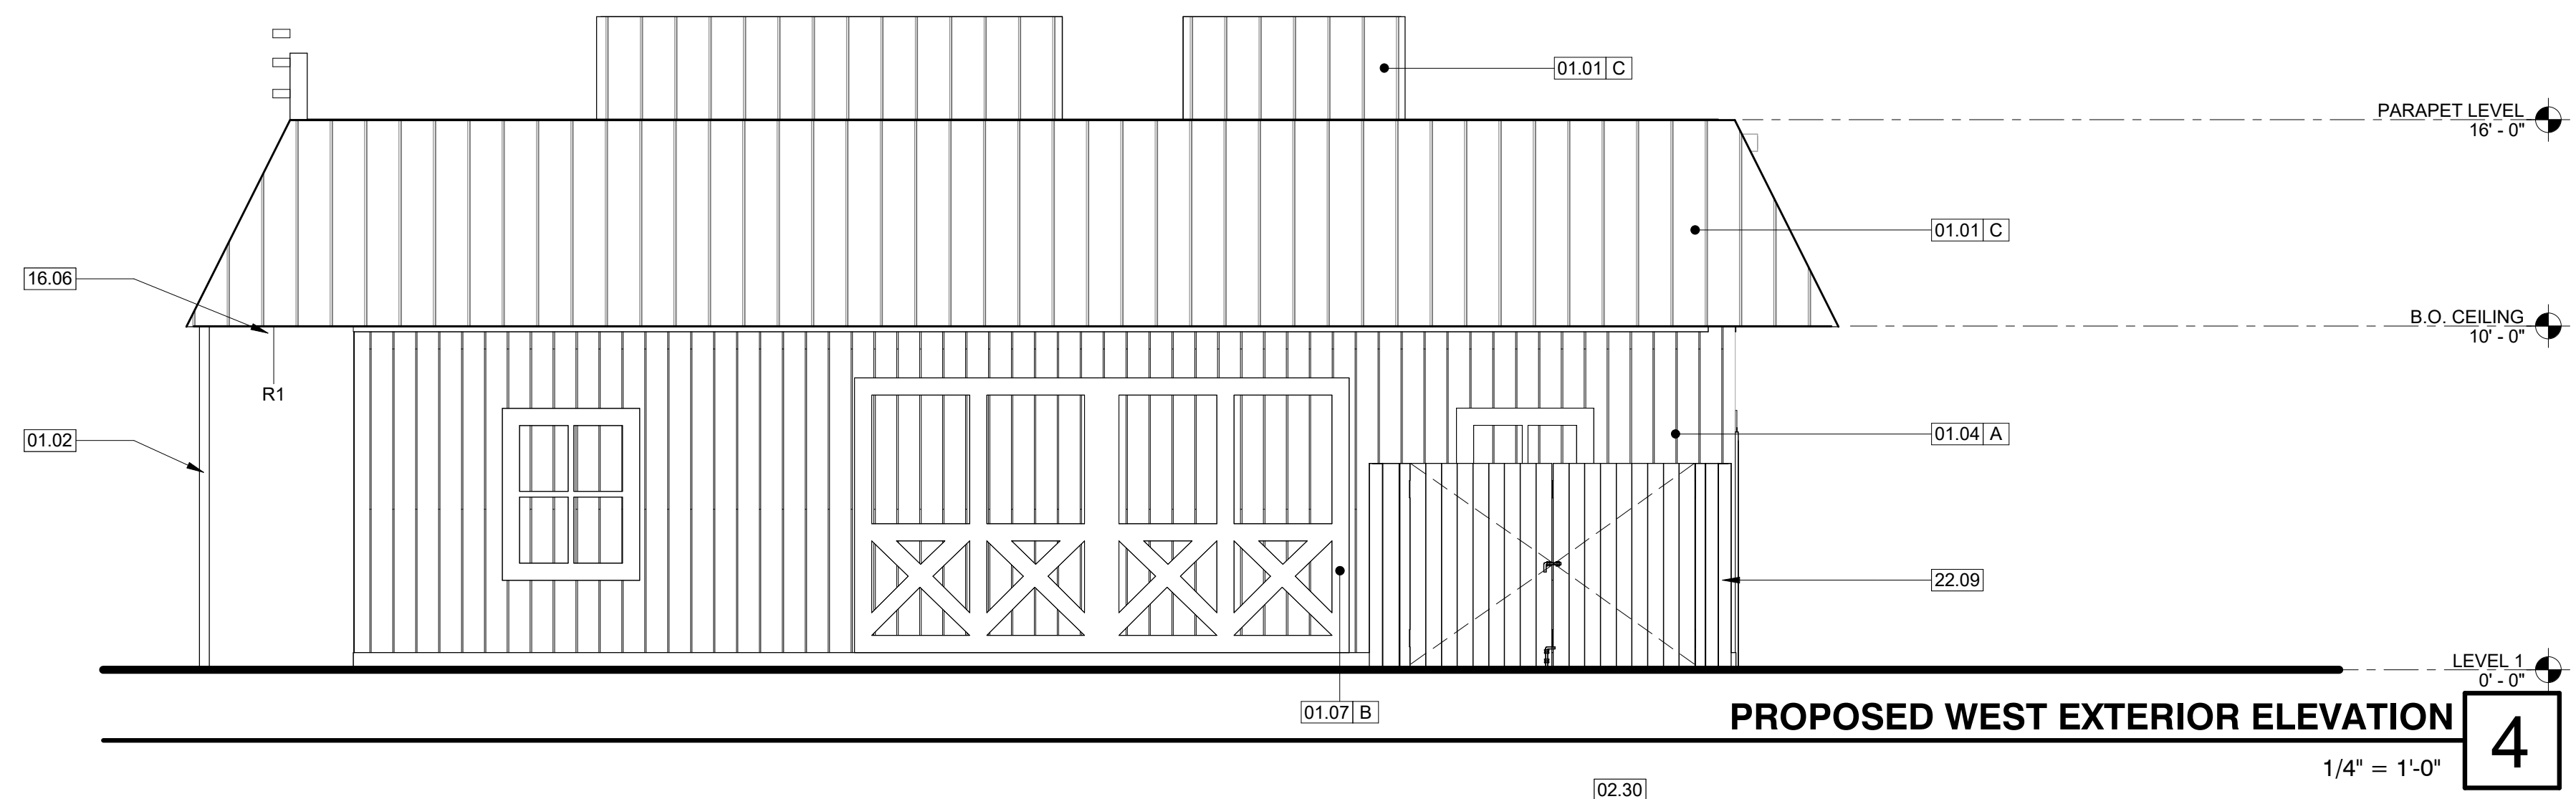 01.01 C
PARAPET LEVEL
16' - 0"
01.01 C
16.06
B.O. CEILING
10' - 0"
R1
01.02
01.04 A
22.09
LEVEL 1
0' - 0"
01.07 B
PROPOSED WEST EXTERIOR ELEVATION
4
1/4" = 1'-0"
02.30